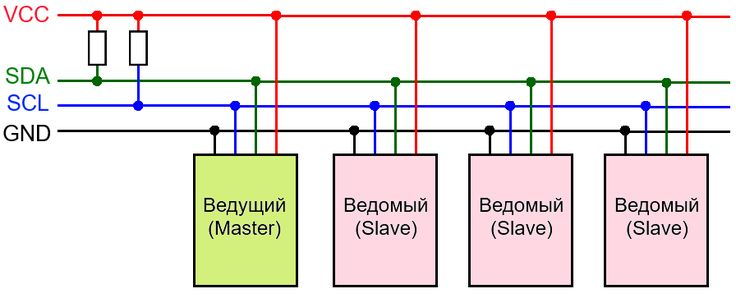 VCC
SDA
SCL
GND
Ведущий
(Master)
Ведомый
(Slave)
Ведомый
(Slave)
Ведомый
(Slave)